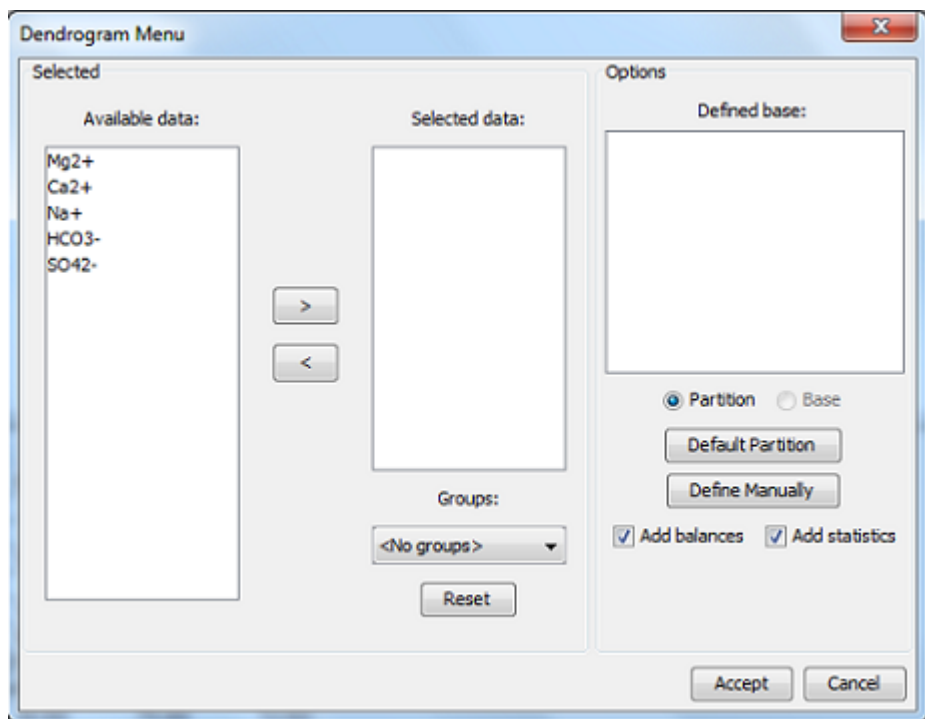 Dendrogram Menu
Selected
Available data:
Mg2+
Ca2+
Na+
HCO3-
SO42-
>
<
Selected data:
Groups:
<No groups>
Reset
Options
Defined base:
Partition Base
Default Partition
Define Manually
Add balances Add statistics
Accept Cancel